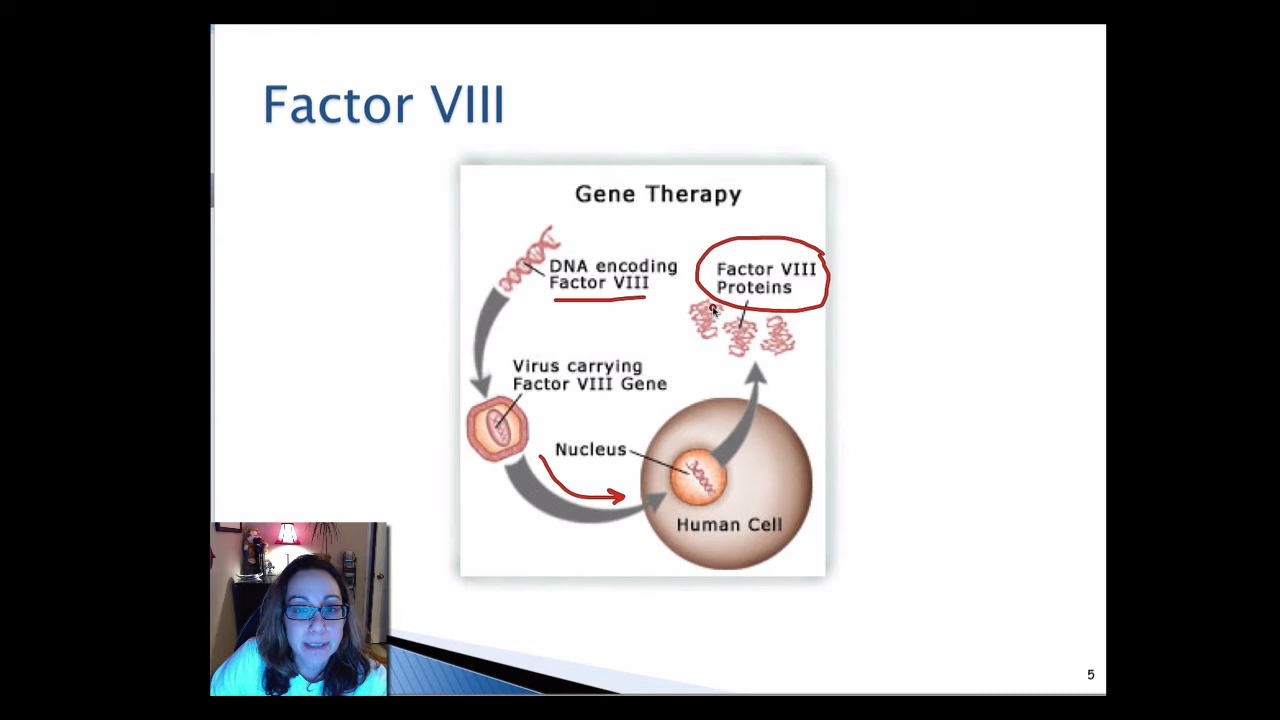 Factor VIII
Gene Therapy
DNA encoding
Factor VIII
Factor VIII
Proteins
Virus carrying
Factor VIII Gene
Nucleus
Human Cell
5